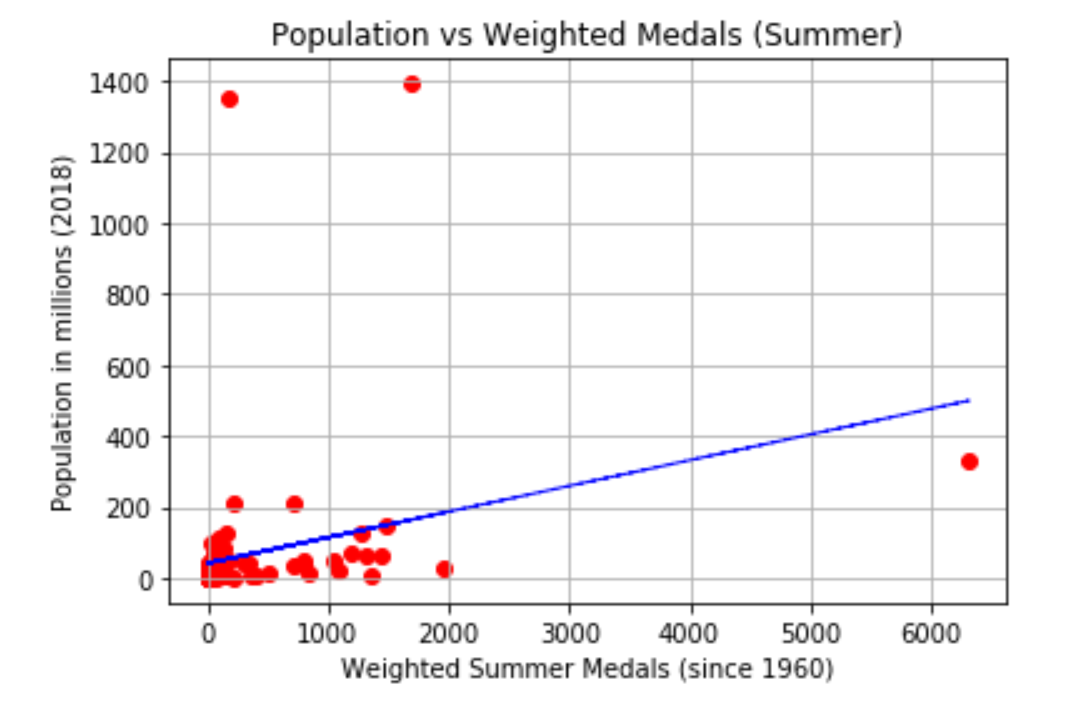 Population vs Weighted Medals (Summer)
1400
1200
1000
800
600
400
200
0
Population in millions (2018)
0 1000 2000 3000 4000 5000 6000
Weighted Summer Medals (since 1960)